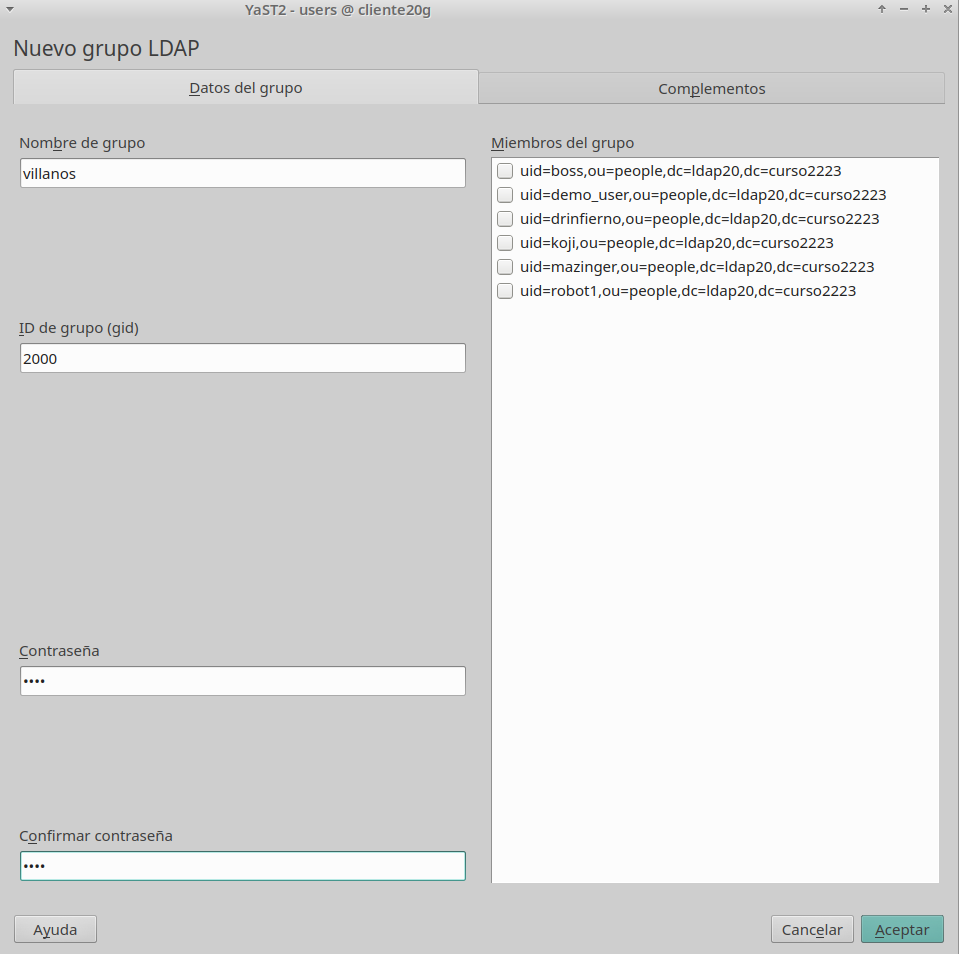 YaST2 - users @ cliente20g
Nuevo grupo LDAP
Datos del grupo
Complementos
Nombre de grupo
villanos
ID de grupo (gid)
2000
Contraseña
••••
Confirmar contraseña
••••
Miembros del grupo
uid=boss,ou=people,dc=ldap20,dc=curso2223
uid=demo_user,ou=people,dc=ldap20,dc=curso2223
uid=drinfierno,ou=people,dc=ldap20,dc=curso2223
uid=koji,ou=people,dc=ldap20,dc=curso2223
uid=mazinger,ou=people,dc=ldap20,dc=curso2223
uid=robot1,ou=people,dc=ldap20,dc=curso2223
Ayuda
Cancelar
Aceptar